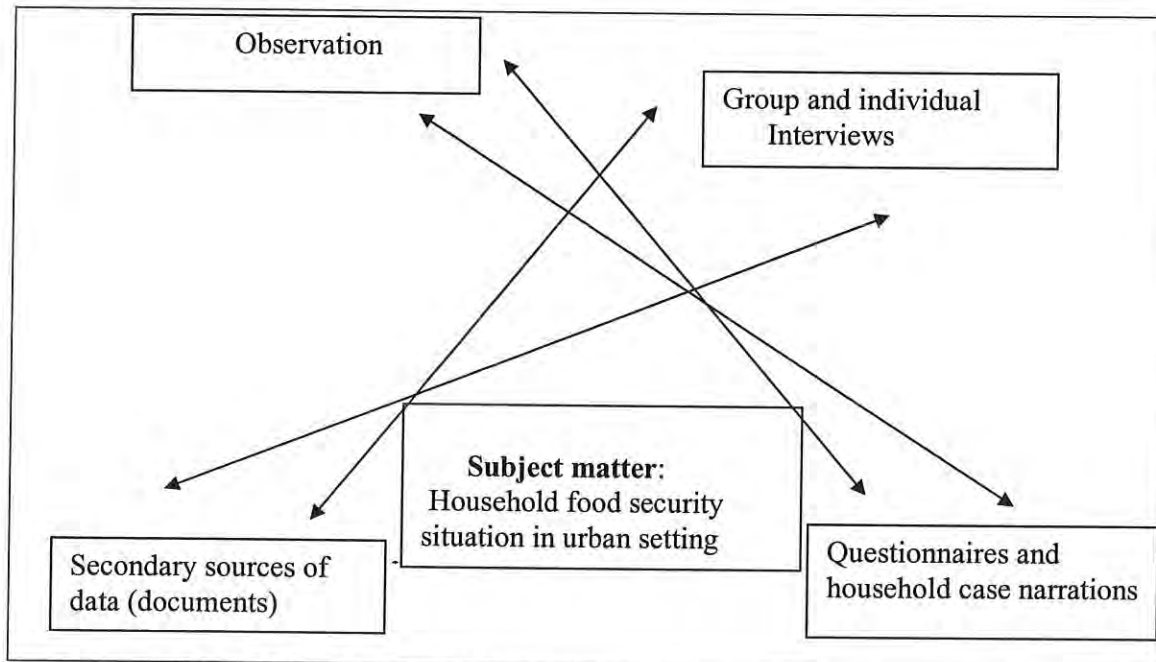 Observation
Group and individual
Interviews
Subject matter:
Household food security
situation in urban setting
Secondary sources of
data (documents)
Questionnaires and
household case narrations